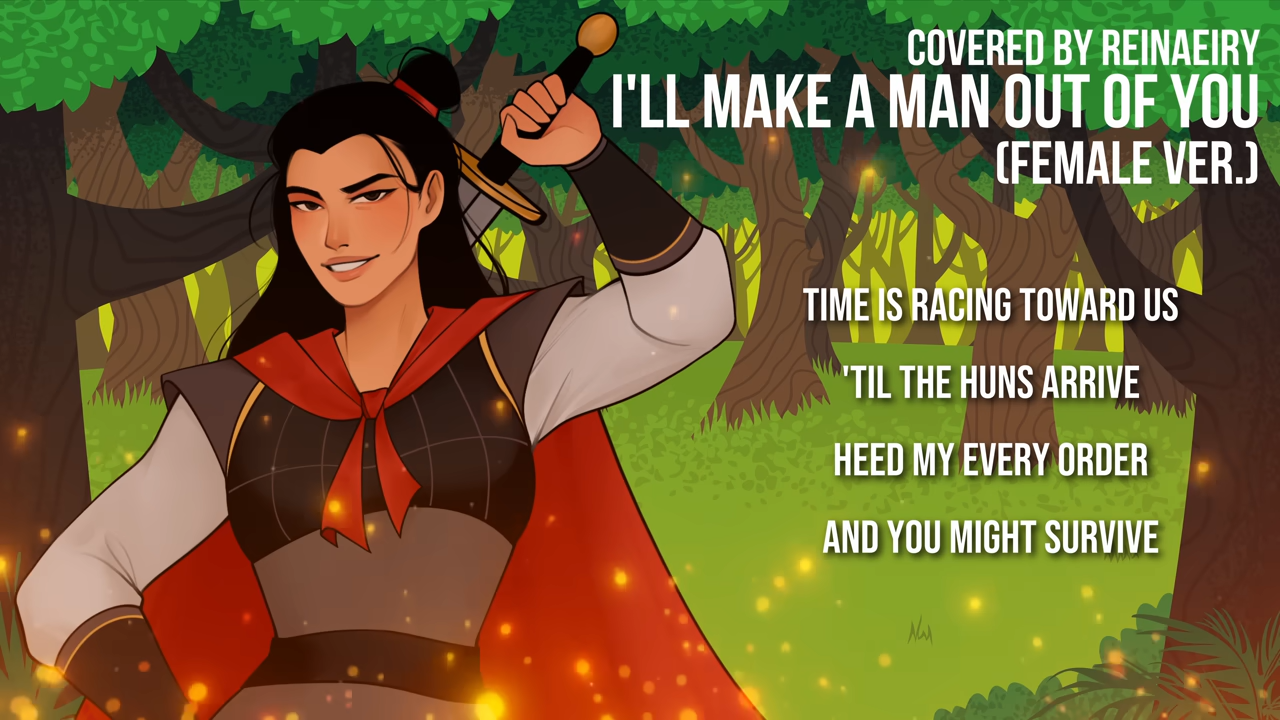 COVERED BY REINAEIRY
I'LL MAKE A MAN OUT OF YOU
(FEMALE VER.)
TIME IS RACING TOWARD US
'TIL THE HUNS ARRIVE
HEED MY EVERY ORDER
AND YOU MIGHT SURVIVE